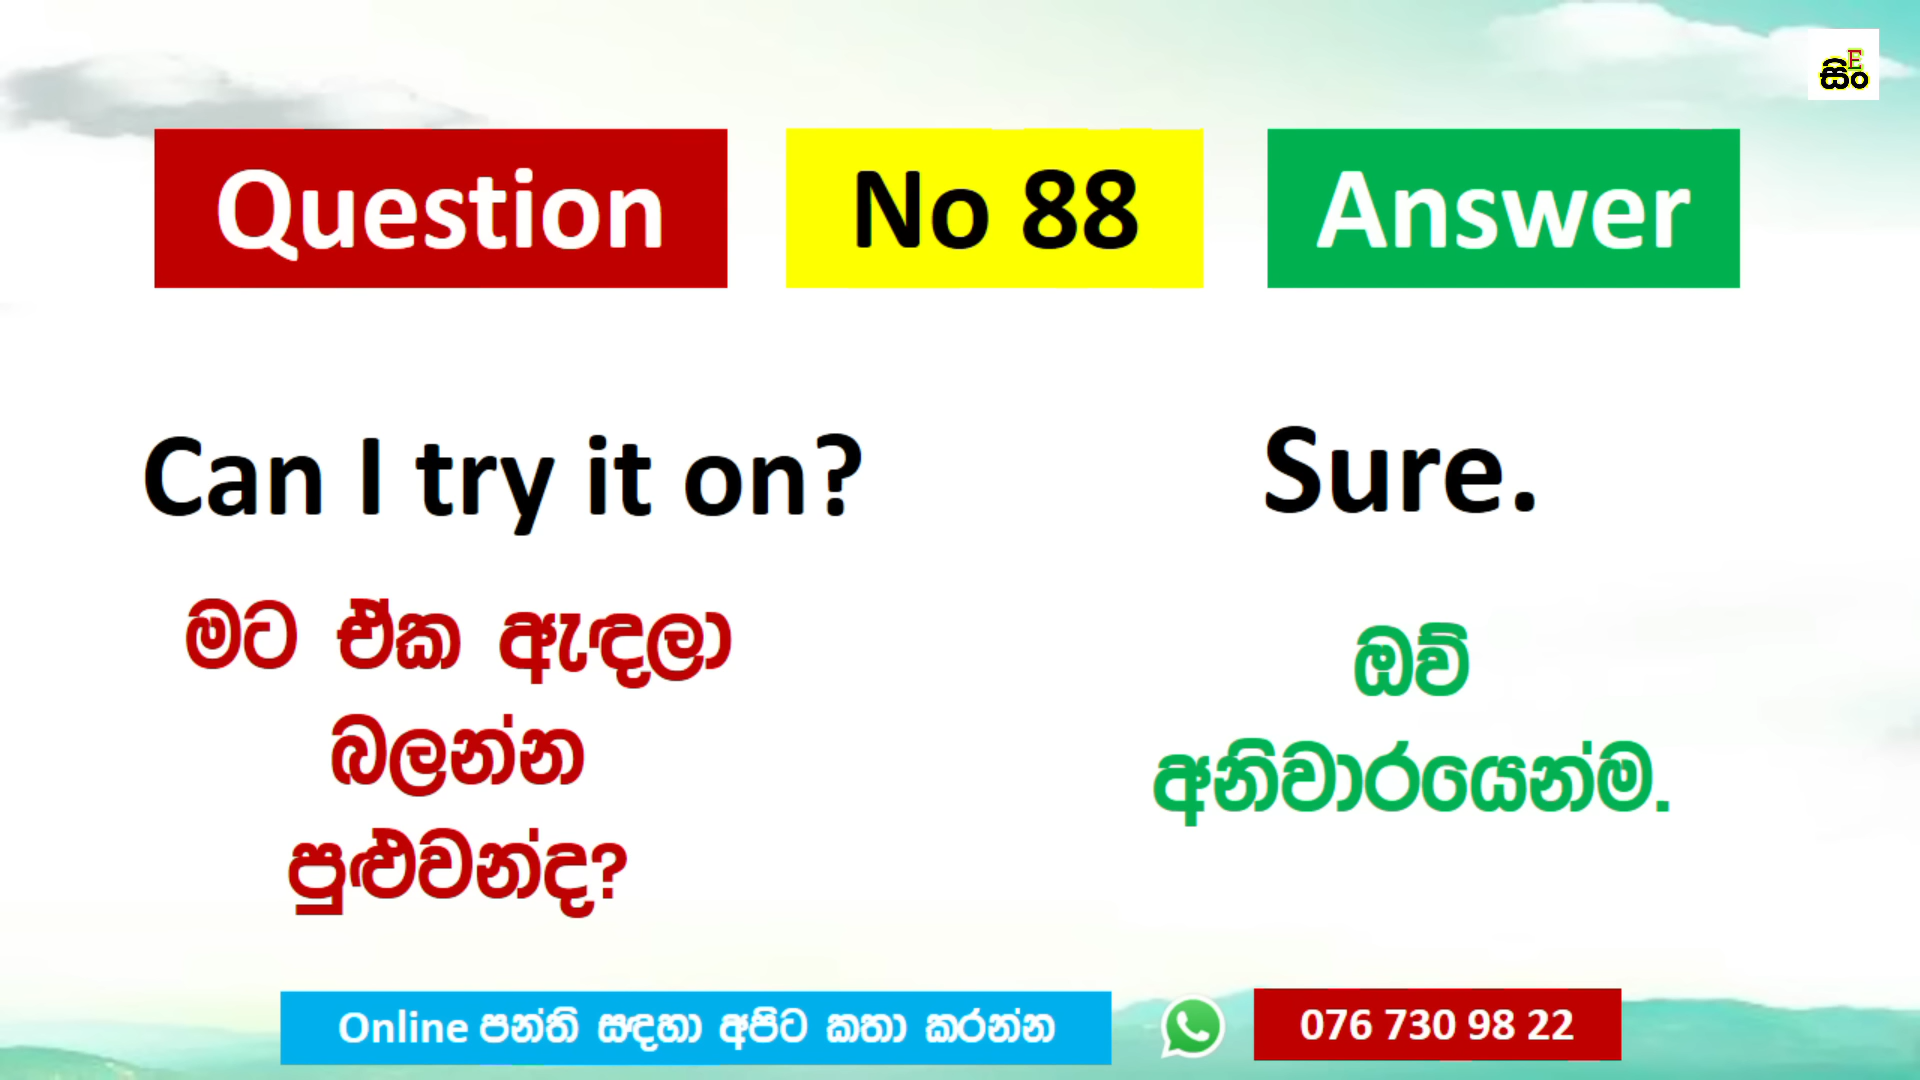 සිං
E
Question
No 88
Answer
Can I try it on?
Sure.
මට ඒක ඇඳලා
බලන්න
පුළුවන්ද?
ඔව්
අනිවාරයෙන්ම.
Online පන්ති සඳහා අපිට කතා කරන්න
076 730 98 22